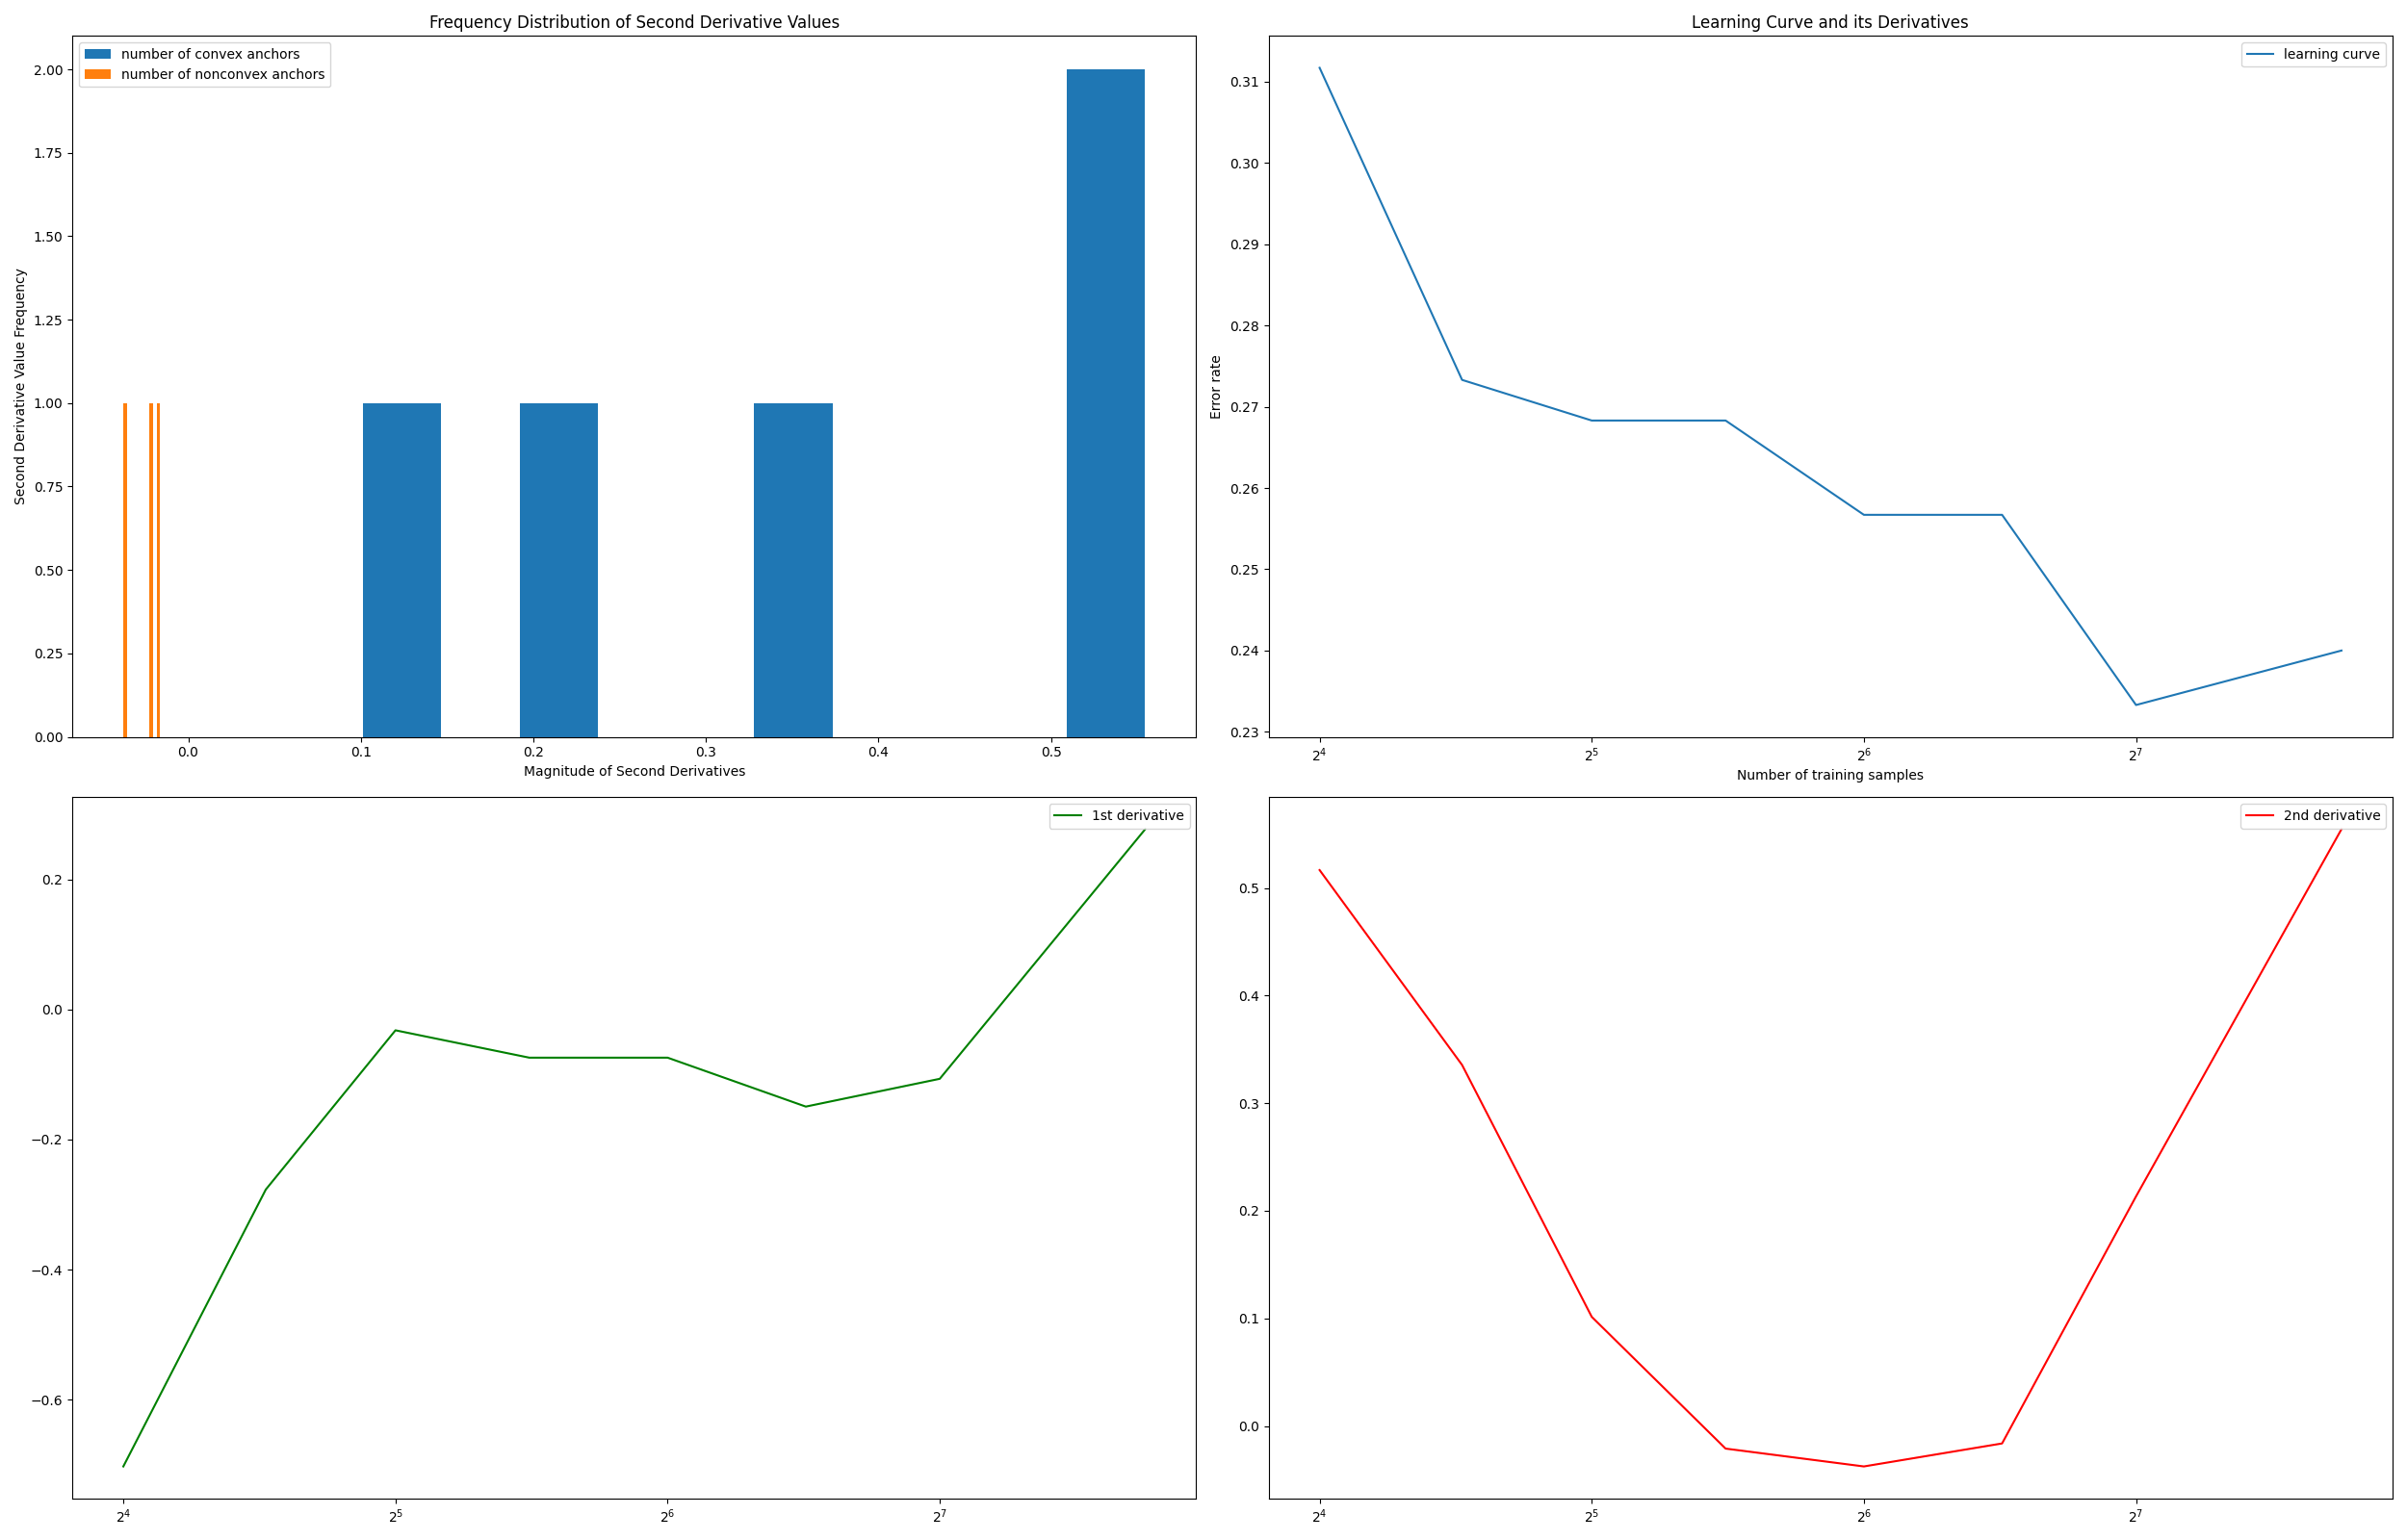 Frequency Distribution of Second Derivative Values
number of convex anchors
number of nonconvex anchors
Second Derivative Value Frequency
2.00
1.75
1.50
1.25
1.00
0.75
0.50
0.25
0.00
0.0 0.1 0.2 0.3 0.4 0.5
Magnitude of Second Derivatives
Learning Curve and its Derivatives
learning curve
Error rate
0.31
0.30
0.29
0.28
0.27
0.26
0.25
0.24
0.23
2⁴ 2⁵ 2⁶ 2⁷
Number of training samples
1st derivative
0.2
0.0
−0.2
−0.4
−0.6
2⁴ 2⁵ 2⁶ 2⁷
2nd derivative
0.5
0.4
0.3
0.2
0.1
0.0
2⁴ 2⁵ 2⁶ 2⁷